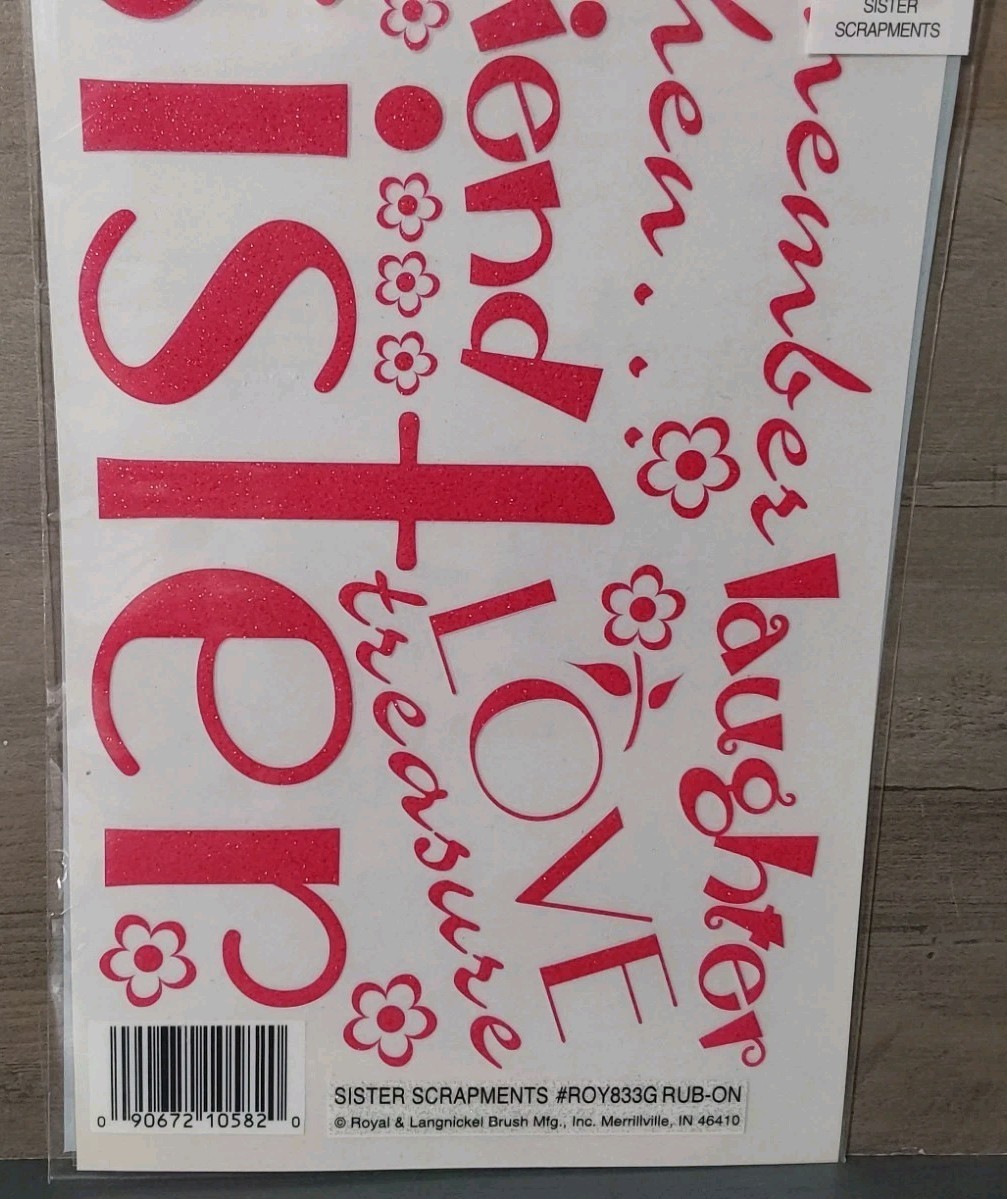 SISTER
SCRAPMENTS
sister
iend
hen...
member
treasure
LOVE
laughter
0 90672 10582 0
SISTER SCRAPMENTS #ROY833G RUB-ON
© Royal & Langnickel Brush Mfg., Inc. Merrillville, IN 46410